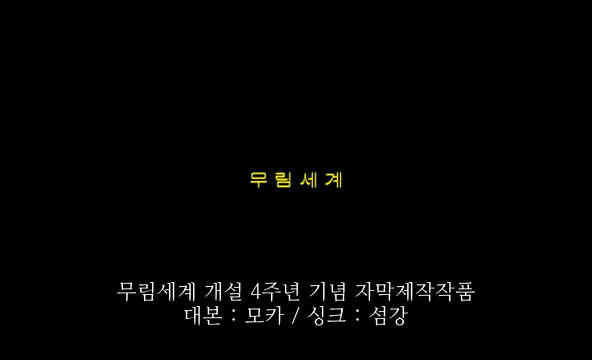 무 림 세 계
무림세계 개설 4주년 기념 자막제작작품
대본 : 모카 / 싱크 : 섬강